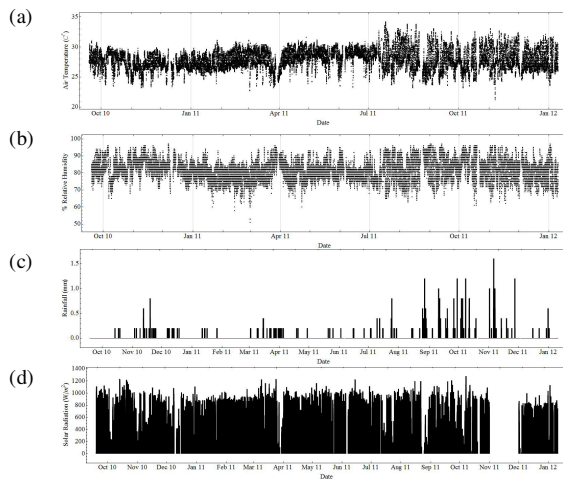 (a)
Air Temperature (C°)
35
30
25
20
Oct 10 Jan 11 Apr 11 Jul 11 Oct 11 Jan 12
Date
(b)
% Relative Humidity
100
90
80
70
60
50
Oct 10 Jan 11 Apr 11 Jul 11 Oct 11 Jan 12
Date
(c)
Rainfall (mm)
1.5
1.0
0.5
0.0
Oct 10 Nov 10 Dec 10 Jan 11 Feb 11 Mar 11 Apr 11 May 11 Jun 11 Jul 11 Aug 11 Sep 11 Oct 11 Nov 11 Dec 11 Jan 12
Date
(d)
Solar Radiation (W/m²)
1400
1200
1000
800
600
400
200
0
Oct 10 Nov 10 Dec 10 Jan 11 Feb 11 Mar 11 Apr 11 May 11 Jun 11 Jul 11 Aug 11 Sep 11 Oct 11 Nov 11 Dec 11 Jan 12
Date